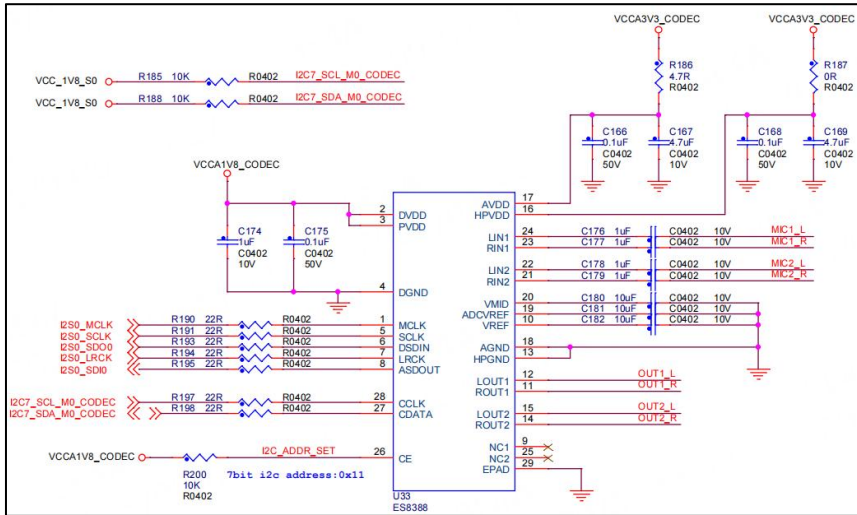 VCCA3V3_CODEC VCCA3V3_CODEC
VCC_1V8_S0 R185 10K R0402 I2C7_SCL_M0_CODEC
VCC_1V8_S0 R188 10K R0402 I2C7_SDA_M0_CODEC
R186
4.7R
R0402
R187
0R
R0402
C166
0.1uF
C0402
50V
C167
4.7uF
C0402
10V
C168
0.1uF
C0402
50V
C169
4.7uF
C0402
10V
VCCA1V8_CODEC
C174
1uF
C0402
10V
C175
0.1uF
C0402
50V
2 DVDD
3 PVDD
4 DGND
I2S0_MCLK R190 22R R0402 1 MCLK
I2S0_SCLK R191 22R R0402 5 SCLK
I2S0_SDO0 R193 22R R0402 6 DSDIN
I2S0_LRCK R194 22R R0402 7 LRCK
I2S0_SDI0 R195 22R R0402 8 ASDOUT
I2C7_SCL_M0_CODEC R197 22R R0402 28 CCLK
I2C7_SDA_M0_CODEC R198 22R R0402 27 CDATA
VCCA1V8_CODEC I2C_ADDR_SET 26 CE
R200
10K
R0402
7bit i2c address:0x11
AVDD 17
HPVDD 16
LIN1 24 C176 1uF C0402 10V MIC1_L
RIN1 23 C177 1uF C0402 10V MIC1_R
LIN2 22 C178 1uF C0402 10V MIC2_L
RIN2 21 C179 1uF C0402 10V MIC2_R
VMID 20 C180 10uF C0402 10V
ADCVREF 19 C181 10uF C0402 10V
VREF 10 C182 10uF C0402 10V
AGND 18
HPGND 13
LOUT1 12 OUT1_L
ROUT1 11 OUT1_R
LOUT2 15 OUT2_L
ROUT2 14 OUT2_R
NC1 9
NC2 25
EPAD 29
U33
ES8388